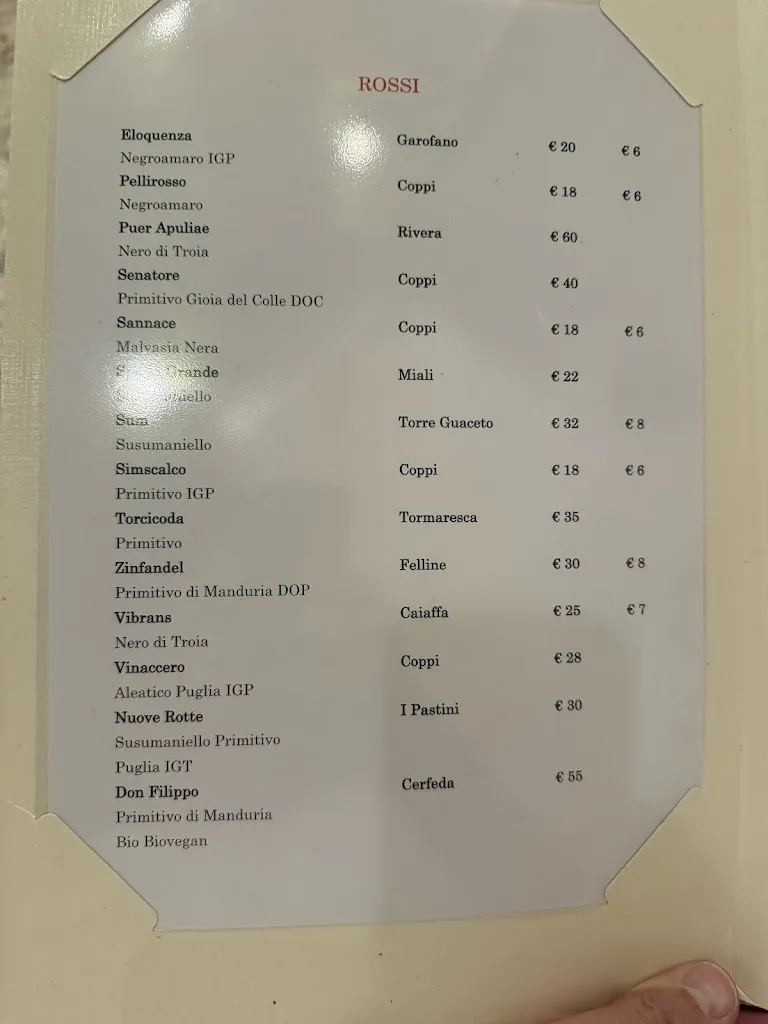 ROSSI
Eloquenza Garofano € 20 € 6
Negroamaro IGP
Pellirosso Coppi € 18 € 6
Negroamaro
Puer Apuliae Rivera € 60
Nero di Troia
Senatore Coppi € 40
Primitivo Gioia del Colle DOC
Sannace Coppi € 18 € 6
Malvasia Nera
Miali € 22
Sum Torre Guaceto € 32 € 8
Susumaniello
Simscalco Coppi € 18 € 6
Primitivo IGP
Torcicoda Tormaresca € 35
Primitivo
Zinfandel Felline € 30 € 8
Primitivo di Manduria DOP
Vibrans Caiaffa € 25 € 7
Nero di Troia
Vinaccero Coppi € 28
Aleatico Puglia IGP
Nuove Rotte I Pastini € 30
Susumaniello Primitivo
Puglia IGT
Don Filippo Cerfeda € 55
Primitivo di Manduria
Bio Biovegan